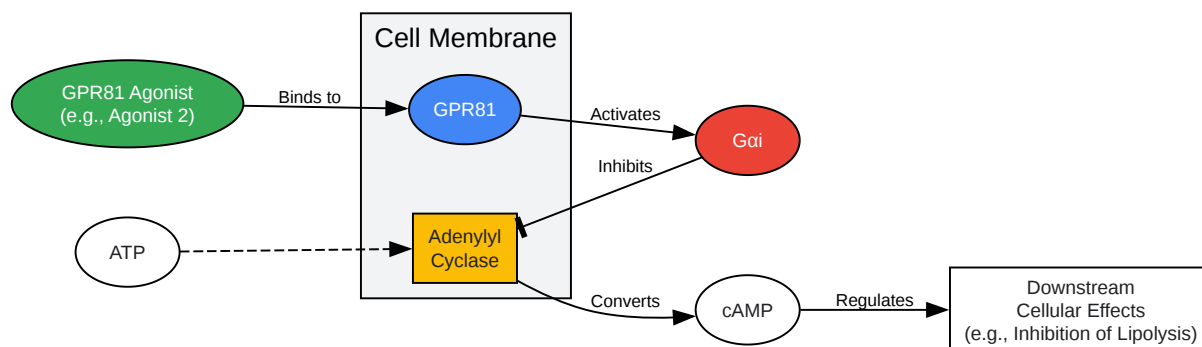 Cell Membrane
GPR81 Agonist
(e.g., Agonist 2)
Binds to
GPR81
Activates
Gαi
Inhibits
ATP
Adenylyl
Cyclase
Converts
cAMP
Regulates
Downstream
Cellular Effects
(e.g., Inhibition of Lipolysis)